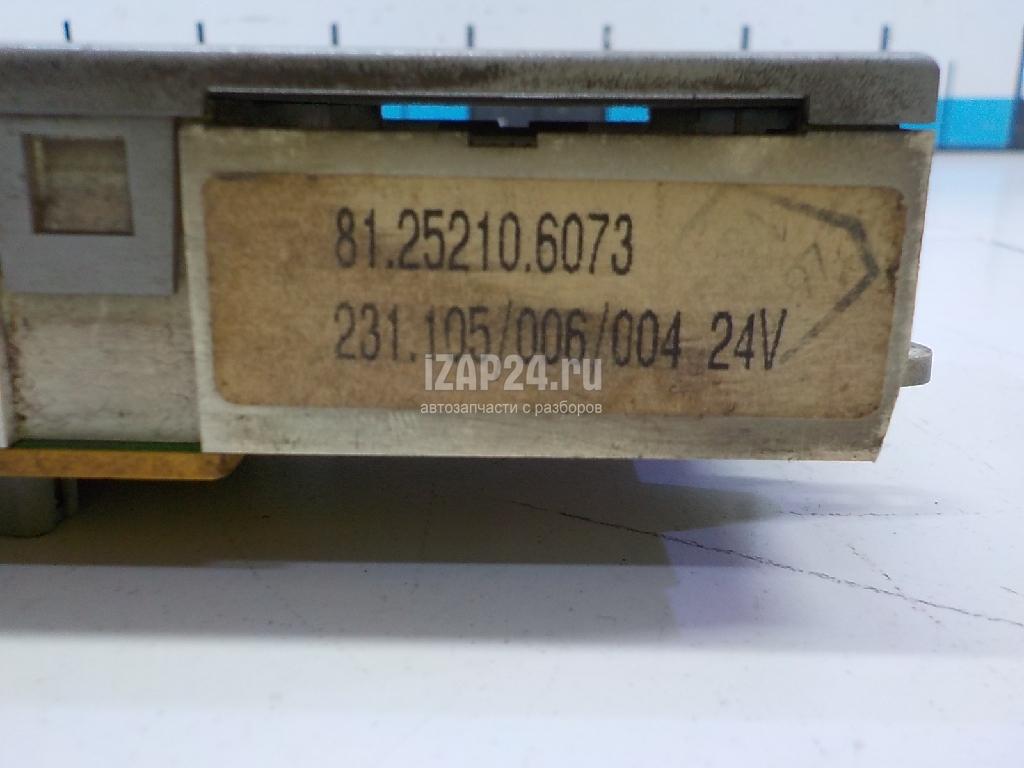 81.25210.6073
231.105/006/004 24V
iZAP24.ru
автозапчасти с разборов